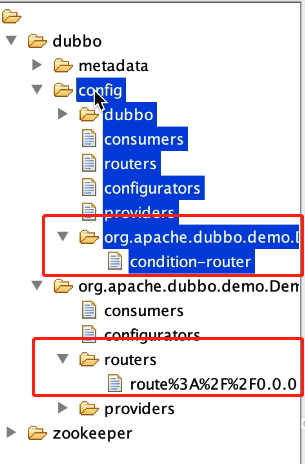 dubbo
metadata
config
dubbo
consumers
routers
configurators
providers
org.apache.dubbo.demo.D
condition-router
org.apache.dubbo.demo.Dem
consumers
configurators
routers
route%3A%2F%2F0.0.0
providers
zookeeper